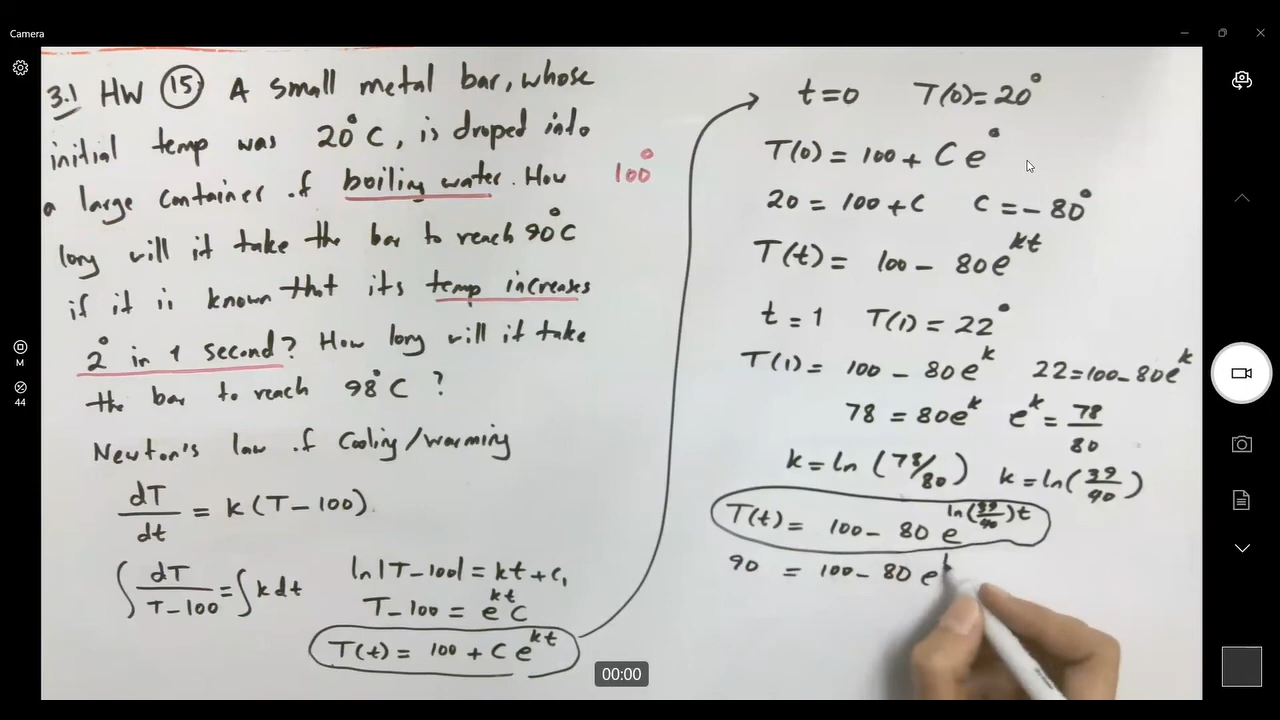 Camera
3.1 HW 15 A small metal bar, whose
initial temp was 20°C, is droped into
a large container of boiling water. How 100°
long will it take the bar to reach 90°C
if it is known that its temp increases
2° in 1 second? How long will it take
the bar to reach 98°C?
Newton's law of Cooling/warming
dT/dt = k(T-100).
∫ dT/T-100 = ∫ k dt
ln|T-100| = kt + C₁
T-100 = e^kt C
T(t) = 100 + C e^kt
t=0 T(0)=20°
T(0) = 100 + C e°
20 = 100 + C C = -80°
T(t) = 100 - 80e^kt
t = 1 T(1) = 22°
T(1) = 100 - 80e^k 22=100-80e^k
78 = 80e^k e^k = 78/80
k = ln (78/80) k = ln(39/40)
T(t) = 100 - 80 e^ln(39/40)t
90 = 100 - 80 e
M
44
00:00